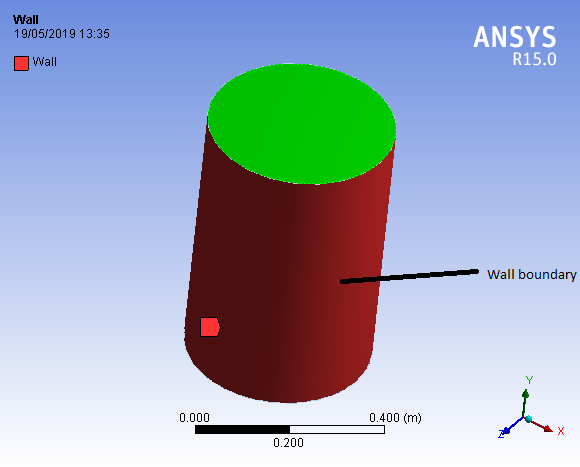 Wall
19/05/2019 13:35
Wall
ANSYS
R15.0
Wall boundary
0.000
0.400 (m)
0.200
Y
X
Z